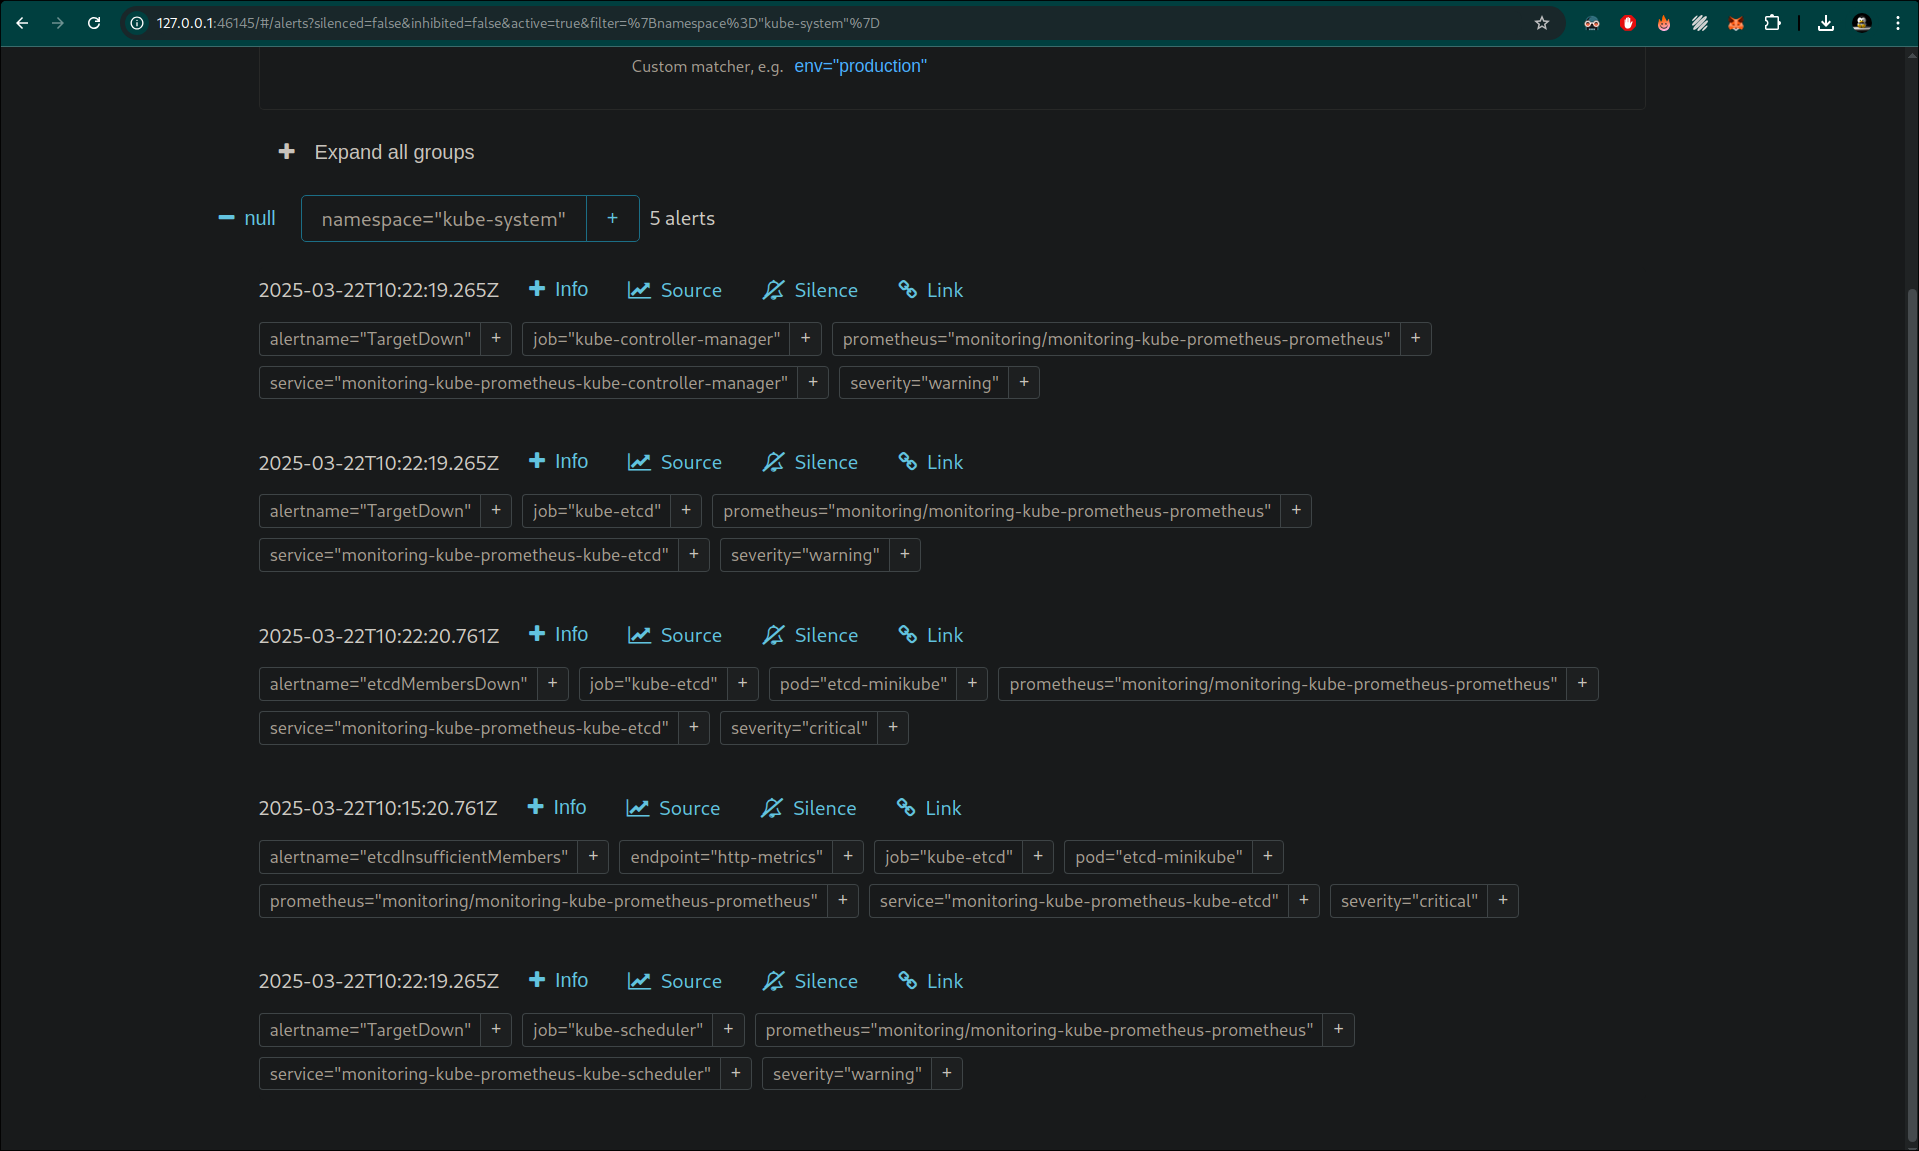 127.0.0.1:46145/#/alerts?silenced=false&inhibited=false&active=true&filter=%7Bnamespace%3D"kube-system"%7D
Custom matcher, e.g. env="production"
+ Expand all groups
− null namespace="kube-system" + 5 alerts
2025-03-22T10:22:19.265Z + Info Source Silence Link
alertname="TargetDown" + job="kube-controller-manager" + prometheus="monitoring/monitoring-kube-prometheus-prometheus" +
service="monitoring-kube-prometheus-kube-controller-manager" + severity="warning" +
2025-03-22T10:22:19.265Z + Info Source Silence Link
alertname="TargetDown" + job="kube-etcd" + prometheus="monitoring/monitoring-kube-prometheus-prometheus" +
service="monitoring-kube-prometheus-kube-etcd" + severity="warning" +
2025-03-22T10:22:20.761Z + Info Source Silence Link
alertname="etcdMembersDown" + job="kube-etcd" + pod="etcd-minikube" + prometheus="monitoring/monitoring-kube-prometheus-prometheus" +
service="monitoring-kube-prometheus-kube-etcd" + severity="critical" +
2025-03-22T10:15:20.761Z + Info Source Silence Link
alertname="etcdInsufficientMembers" + endpoint="http-metrics" + job="kube-etcd" + pod="etcd-minikube" +
prometheus="monitoring/monitoring-kube-prometheus-prometheus" + service="monitoring-kube-prometheus-kube-etcd" + severity="critical" +
2025-03-22T10:22:19.265Z + Info Source Silence Link
alertname="TargetDown" + job="kube-scheduler" + prometheus="monitoring/monitoring-kube-prometheus-prometheus" +
service="monitoring-kube-prometheus-kube-scheduler" + severity="warning" +